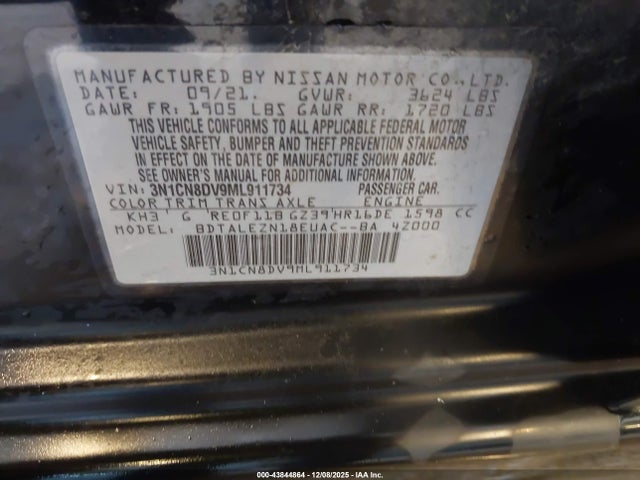 MANUFACTURED BY NISSAN MOTOR CO., LTD.
DATE: 09/21. GVWR: 3624 LBS
GAWR FR: 1905 LBS GAWR RR: 1720 LBS
THIS VEHICLE CONFORMS TO ALL APPLICABLE FEDERAL MOTOR
VEHICLE SAFETY, BUMPER AND THEFT PREVENTION STANDARDS
IN EFFECT ON THE DATE OF MANUFACTURE SHOWN ABOVE.
SEE OWNER'S MANUAL FOR ADDITIONAL INFORMATION.
VIN: 3N1CN8DV9ML911734 PASSENGER CAR.
COLOR TRIM TRANS AXLE ENGINE
KH3 G RE0F11B GZ39 HR16DE 1598 CC
MODEL: BDTALEZN18EUAC--BA 4Z000
3N1CN8DV9ML911734
000-43844864 | 12/08/2025 | © IAA Inc.